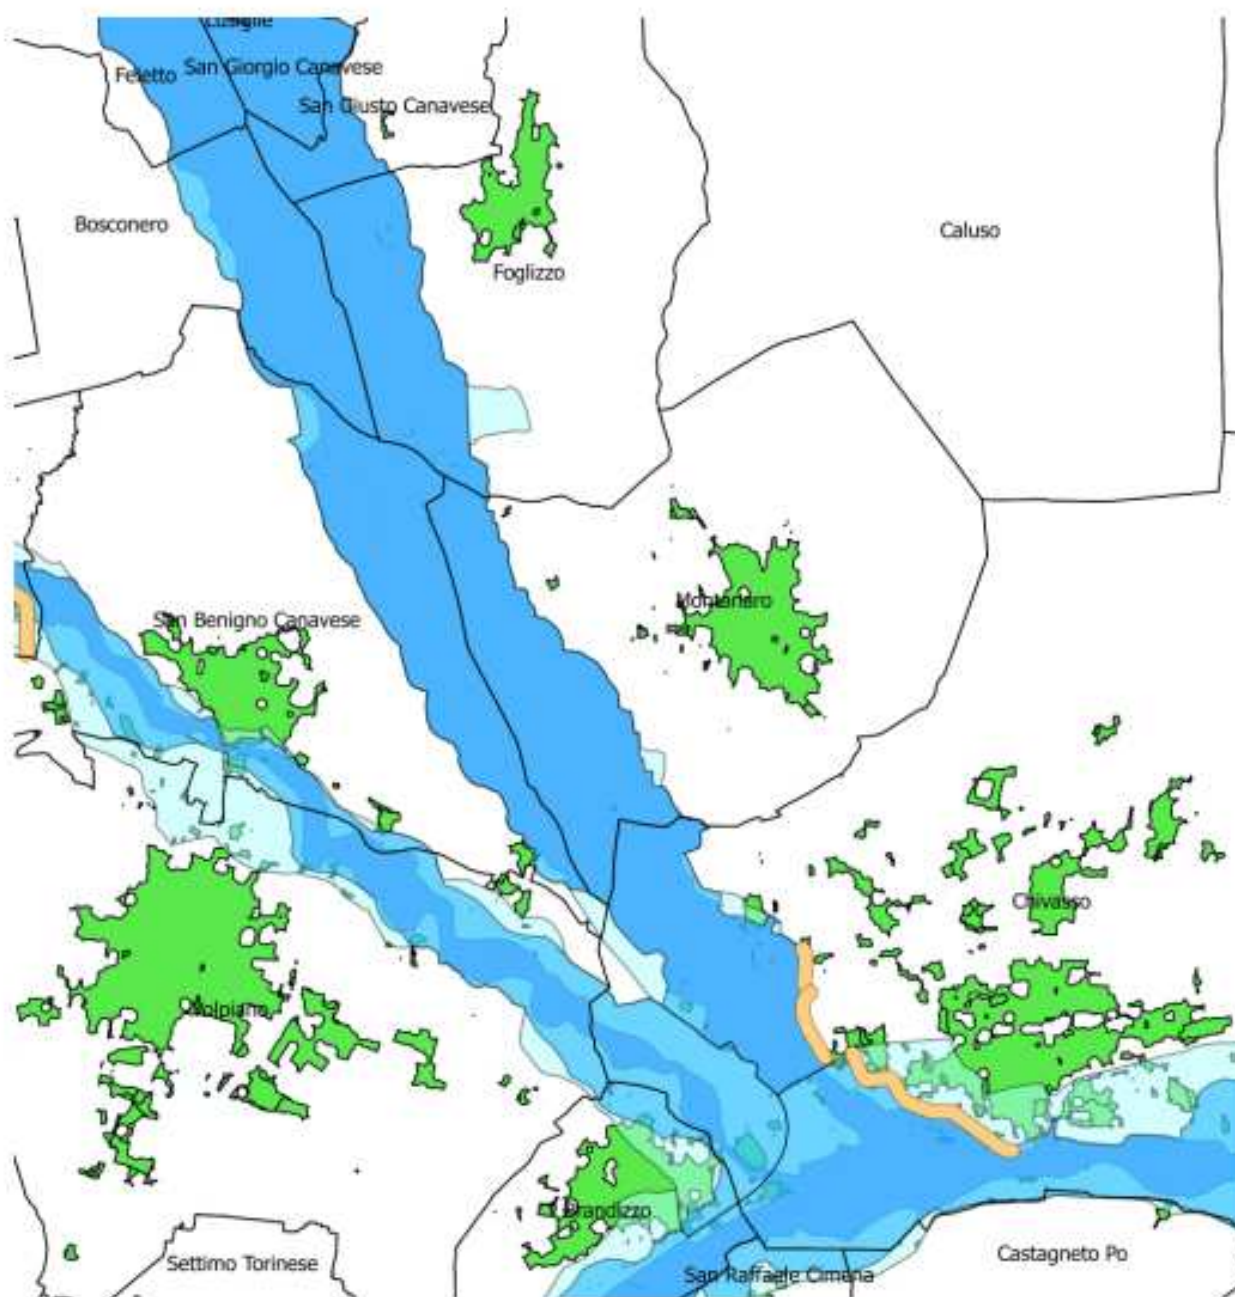 Lusigliè
Feletto
San Giorgio Canavese
San Giusto Canavese
Bosconero
Caluso
Foglizzo
Montanaro
San Benigno Canavese
Chivasso
Volpiano
Brandizzo
Settimo Torinese
Castagneto Po
San Raffaele Cimena